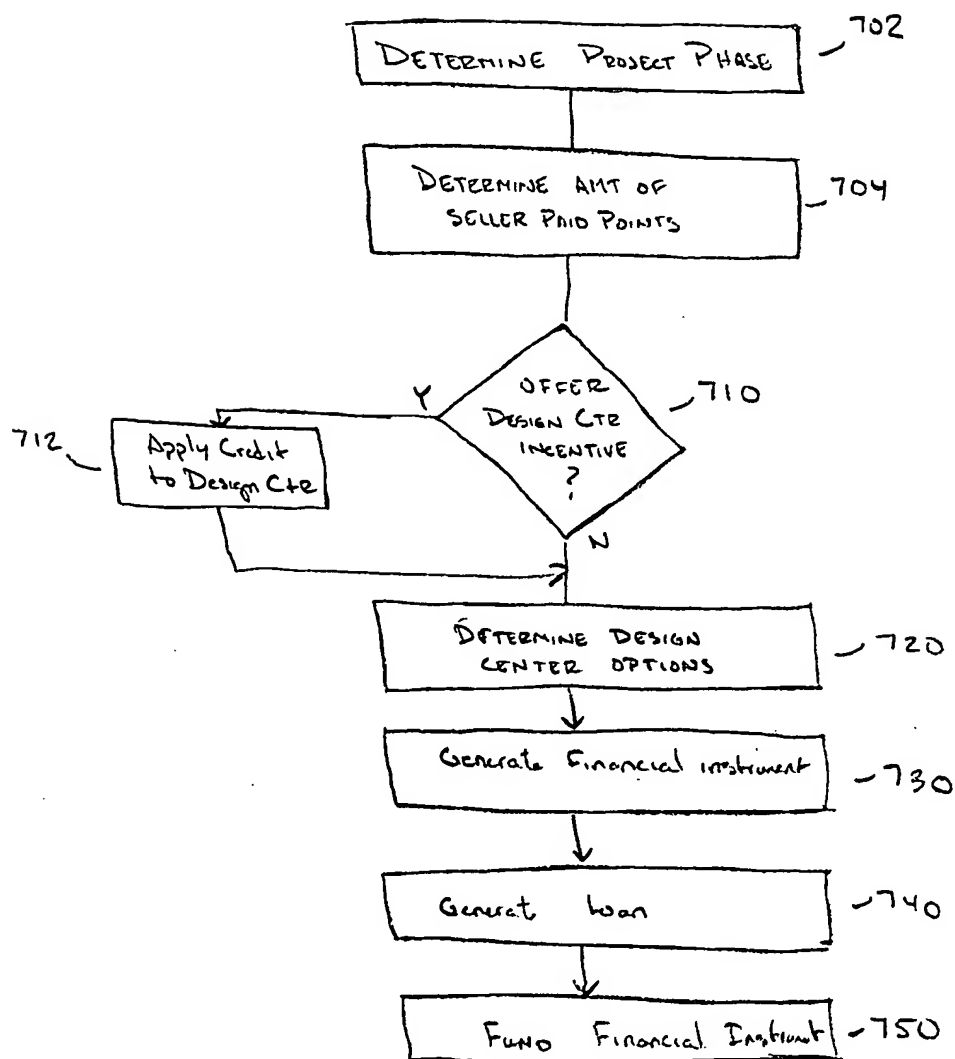 DETERMINE PROJECT PHASE
702
DETERMINE AMT OF
SELLER PAID POINTS
704
OFFER
DESIGN CTR
INCENTIVE
?
710
Y
N
712
Apply Credit
to Design Ctr
DETERMINE DESIGN
CENTER OPTIONS
720
Generate Financial instrument
730
Generate loan
740
FUND Financial Instrument
750